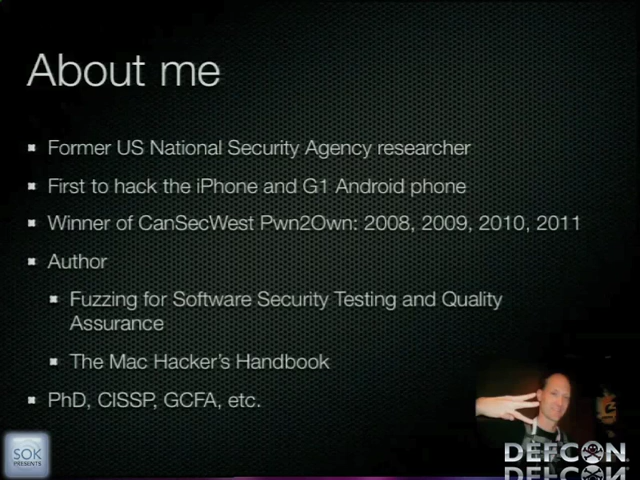 About me
Former US National Security Agency researcher
First to hack the iPhone and G1 Android phone
Winner of CanSecWest Pwn2Own: 2008, 2009, 2010, 2011
Author
Fuzzing for Software Security Testing and Quality
Assurance
The Mac Hacker's Handbook
PhD, CISSP, GCFA, etc.
SOK
PRESENTS
DEFCON